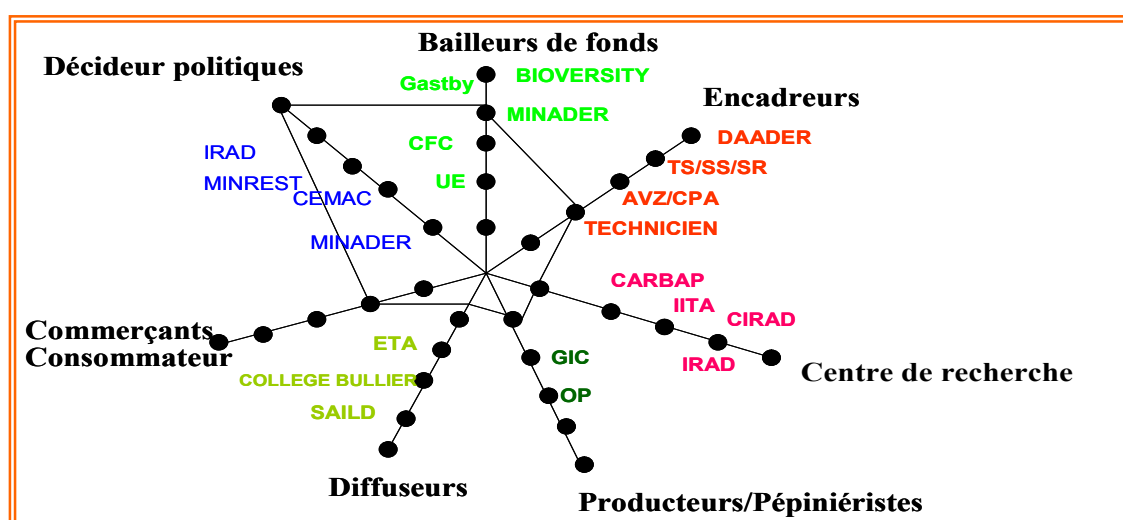 Bailleurs de fonds
Décideur politiques
Gastby
BIOVERSITY
Encadreurs
MINADER
DAADER
CFC
IRAD
TS/SS/SR
MINREST
UE
CEMAC
AVZ/CPA
TECHNICIEN
MINADER
CARBAP
IITA
CIRAD
Commerçants
Consommateur
ETA
GIC
IRAD
Centre de recherche
COLLEGE BULLIER
OP
SAILD
Diffuseurs
Producteurs/Pépiniéristes